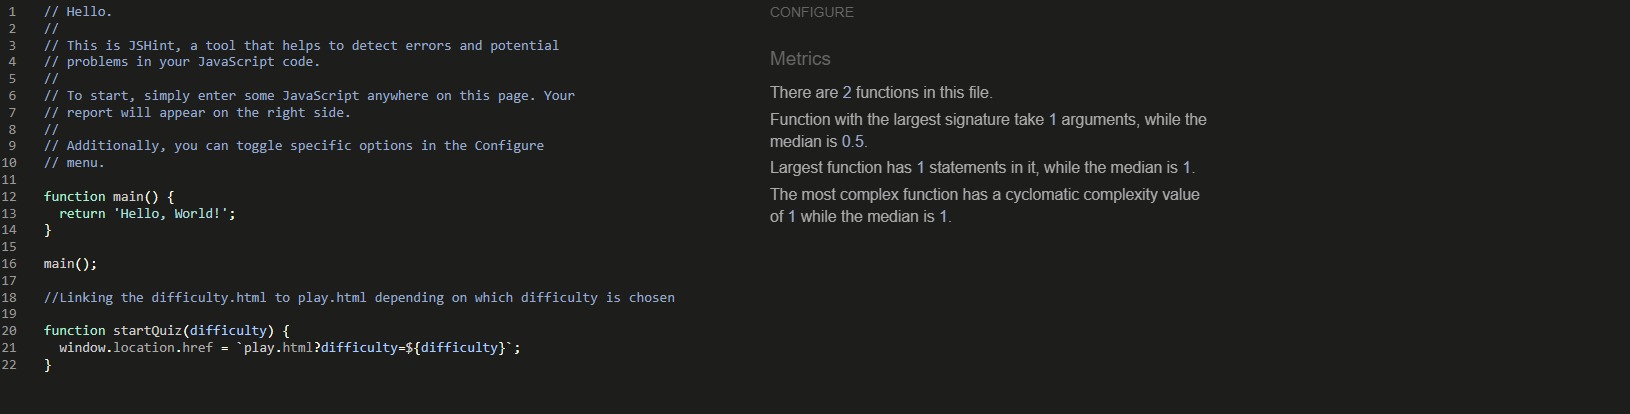 1 // Hello.
2 //
3 // This is JSHint, a tool that helps to detect errors and potential
4 // problems in your JavaScript code.
5 //
6 // To start, simply enter some JavaScript anywhere on this page. Your
7 // report will appear on the right side.
8 //
9 // Additionally, you can toggle specific options in the Configure
10 // menu.
11
12 function main() {
13   return 'Hello, World!';
14 }
15
16 main();
17
18 //Linking the difficulty.html to play.html depending on which difficulty is chosen
19
20 function startQuiz(difficulty) {
21   window.location.href = `play.html?difficulty=${difficulty}`;
22 }
CONFIGURE
Metrics
There are 2 functions in this file.
Function with the largest signature take 1 arguments, while the
median is 0.5.
Largest function has 1 statements in it, while the median is 1.
The most complex function has a cyclomatic complexity value
of 1 while the median is 1.